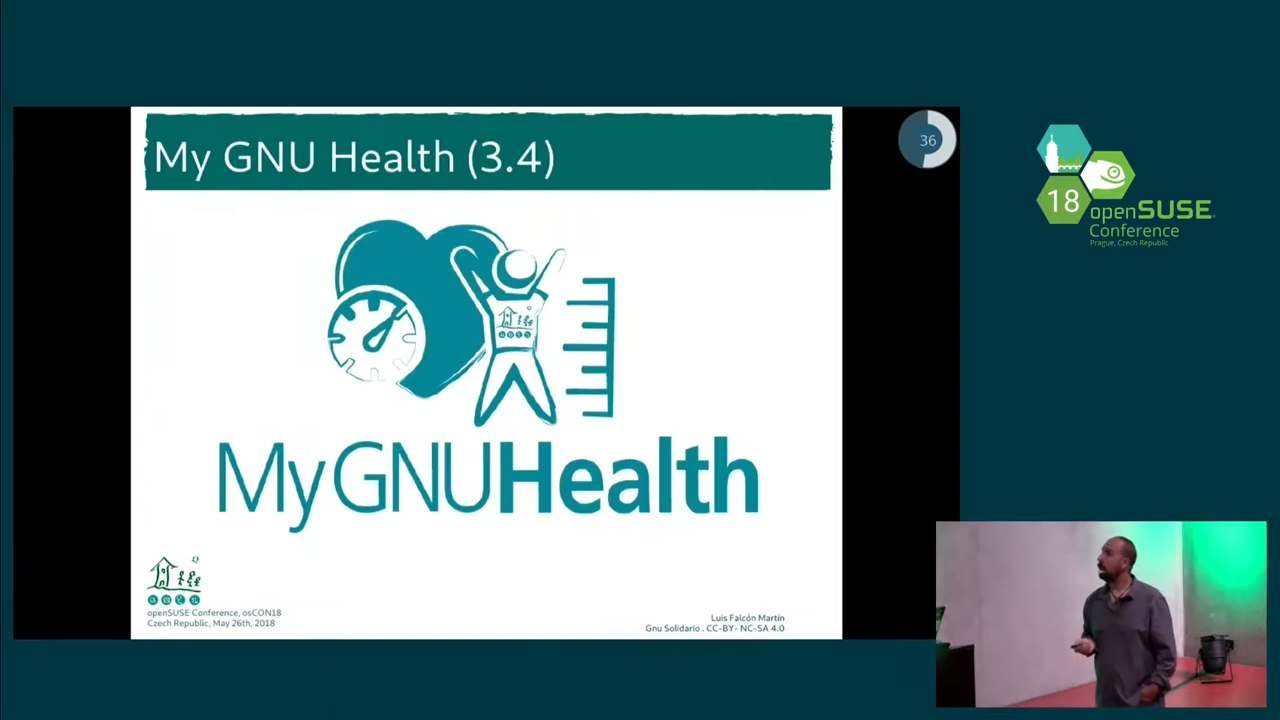 My GNU Health (3.4)
36
MyGNUHealth
openSUSE Conference, osCON18
Czech Republic, May 26th, 2018
Luis Falcón Martín
Gnu Solidario . CC-BY- NC-SA 4.0
18
openSUSE
Conference
Prague, Czech Republic